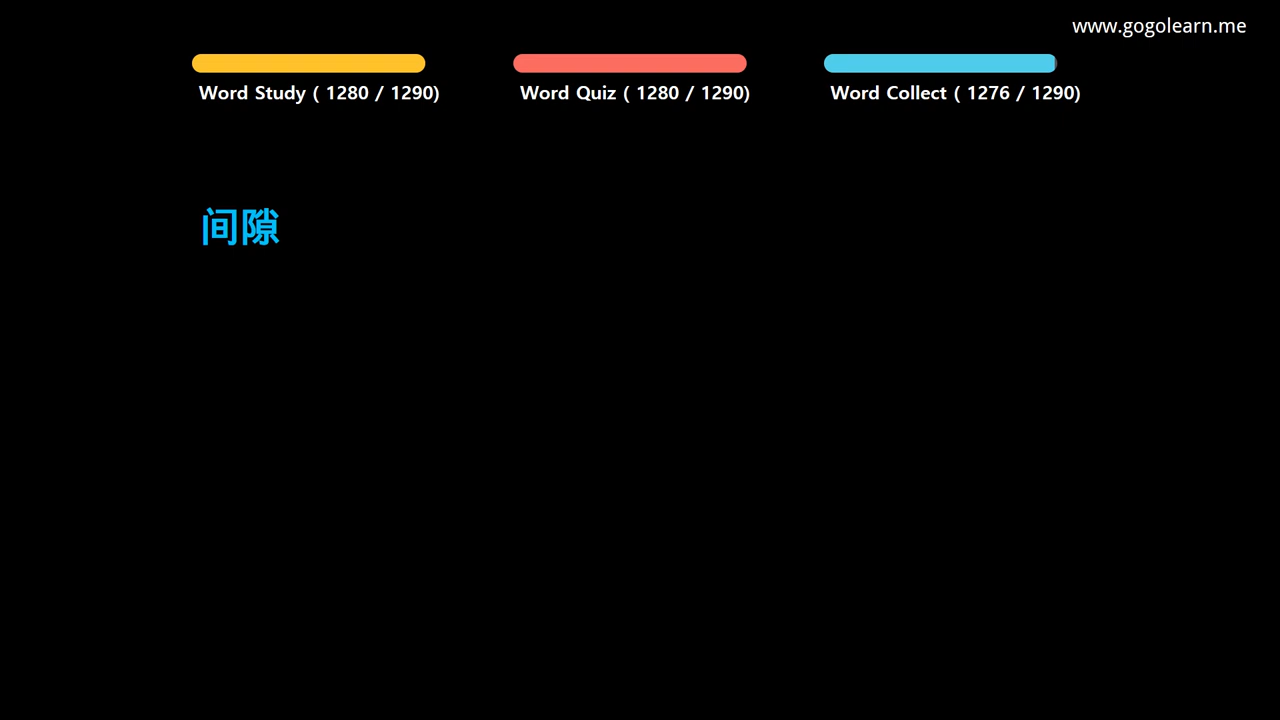 www.gogolearn.me
Word Study ( 1280 / 1290)
Word Quiz ( 1280 / 1290)
Word Collect ( 1276 / 1290)
间隙